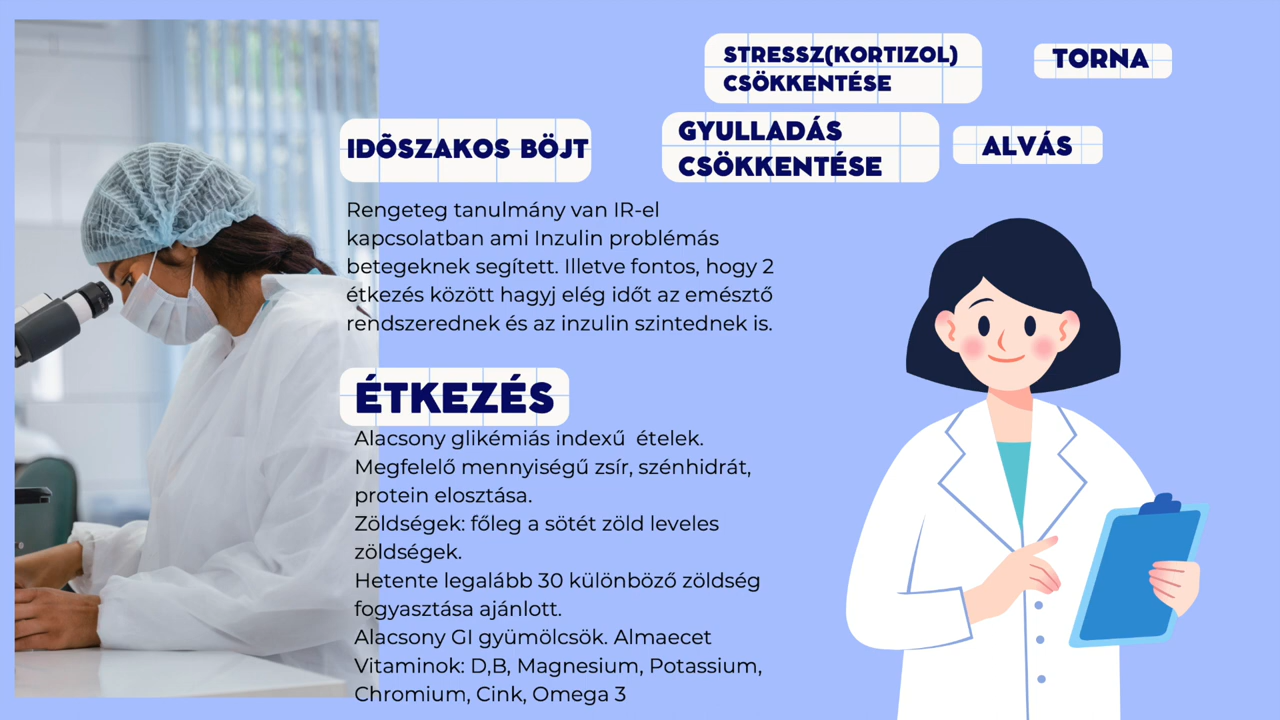 STRESSZ(KORTIZOL)
CSÖKKENTÉSE
TORNA
IDÕSZAKOS BÖJT
GYULLADÁS
CSÖKKENTÉSE
ALVÁS
Rengeteg tanulmány van IR-el
kapcsolatban ami Inzulin problémás
betegeknek segített. Illetve fontos, hogy 2
étkezés között hagyj elég időt az emésztő
rendszerednek és az inzulin szintednek is.
ÉTKEZÉS
Alacsony glikémiás indexű  ételek.
Megfelelő mennyiségű zsír, szénhidrát,
protein elosztása.
Zöldségek: főleg a sötét zöld leveles
zöldségek.
Hetente legalább 30 különböző zöldség
fogyasztása ajánlott.
Alacsony GI gyümölcsök. Almaecet
Vitaminok: D,B, Magnesium, Potassium,
Chromium, Cink, Omega 3